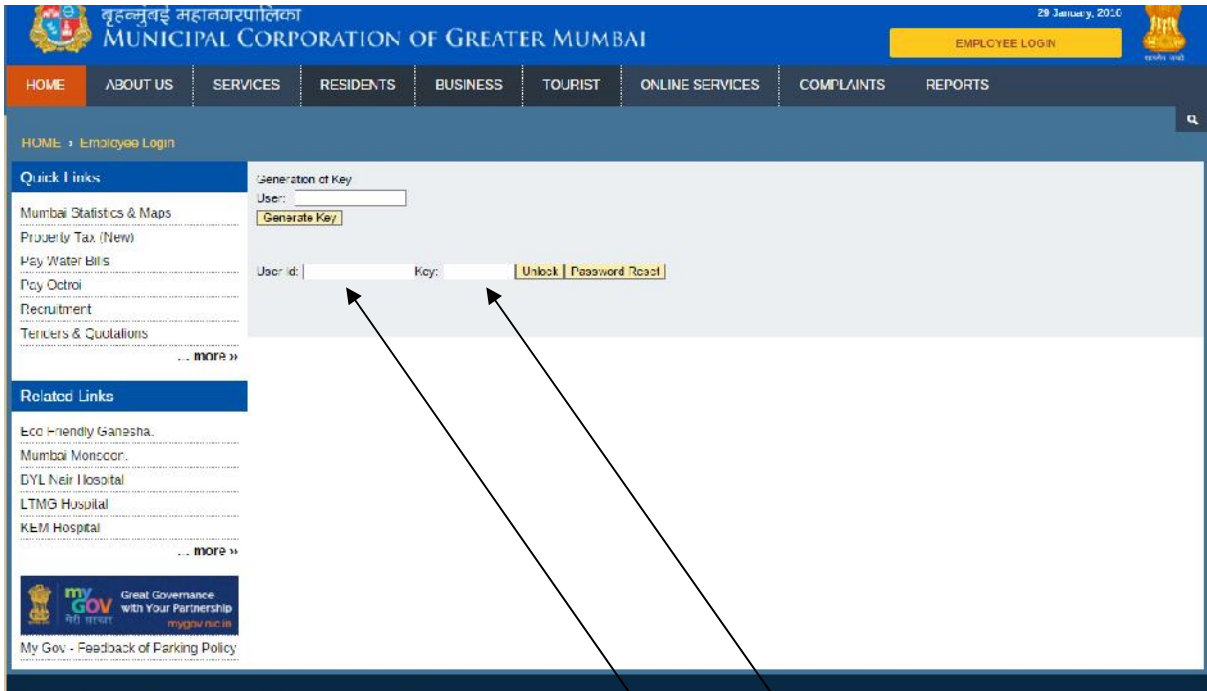 बृहन्मुंबई महानगरपालिका
MUNICIPAL CORPORATION OF GREATER MUMBAI
29 January, 2016
EMPLOYEE LOGIN
HOME ABOUT US SERVICES RESIDENTS BUSINESS TOURIST ONLINE SERVICES COMPLAINTS REPORTS
HOME › Employee Login
Quick Links
Mumbai Statistics & Maps
Property Tax (New)
Pay Water Bills
Pay Octroi
Recruitment
Tenders & Quotations
... more »
Generation of Key
User:
Generate Key
User Id: Key: Unlock Password Reset
Related Links
Eco Friendly Ganesha.
Mumbai Monsoon.
BYL Nair Hospital
LTMG Hospital
KEM Hospital
... more »
my
GOV
मेरी सरकार
Great Governance
with Your Partnership
mygov.nic.in
My Gov - Feedback of Parking Policy